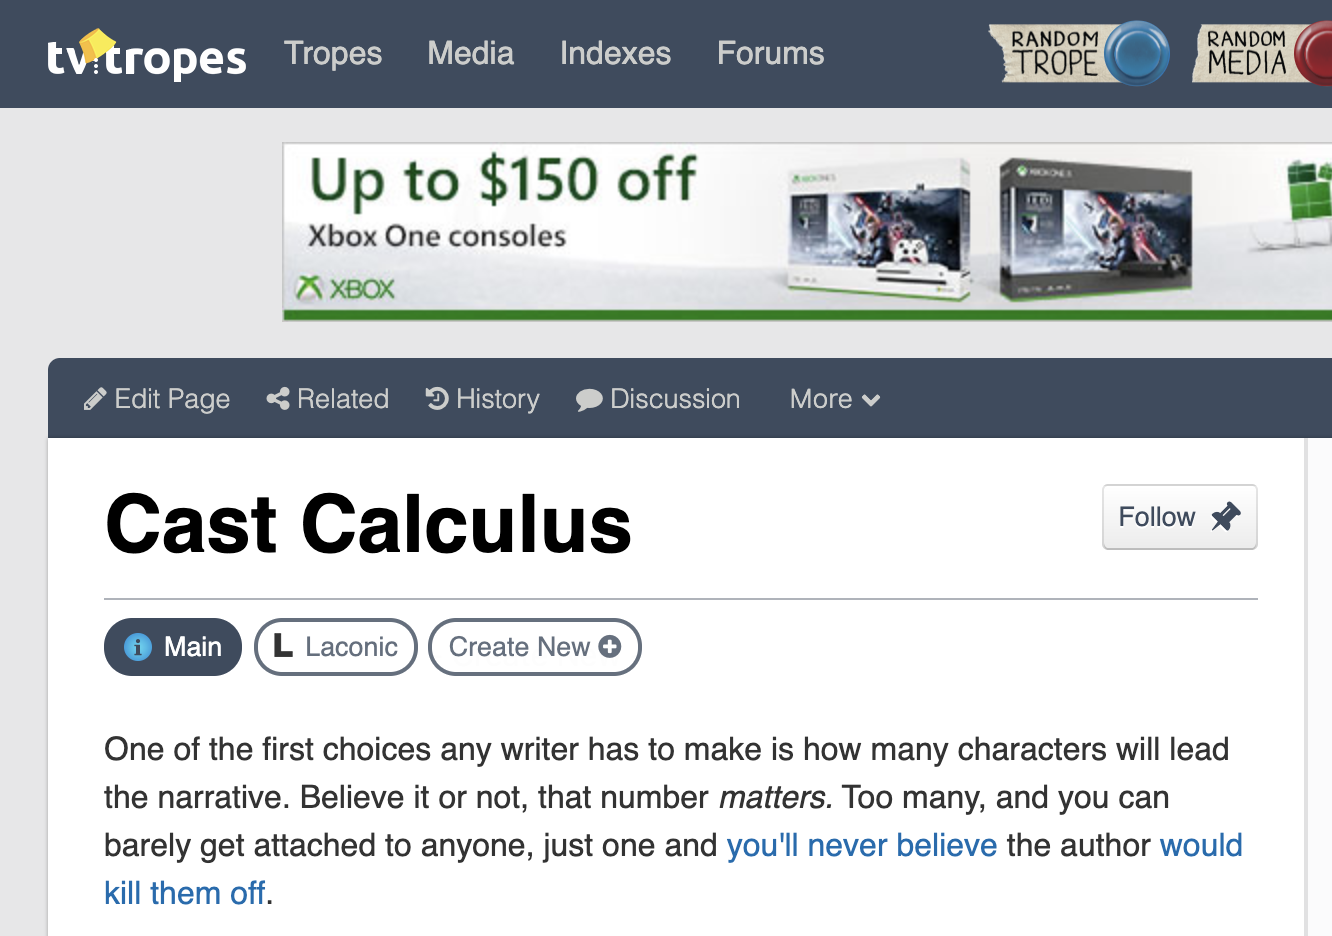 tvtropes Tropes Media Indexes Forums RANDOM TROPE RANDOM MEDIA
Up to $150 off
Xbox One consoles
XBOX
Edit Page Related History Discussion More
Cast Calculus
Follow
Main L Laconic Create New
One of the first choices any writer has to make is how many characters will lead
the narrative. Believe it or not, that number matters. Too many, and you can
barely get attached to anyone, just one and you'll never believe the author would
kill them off.